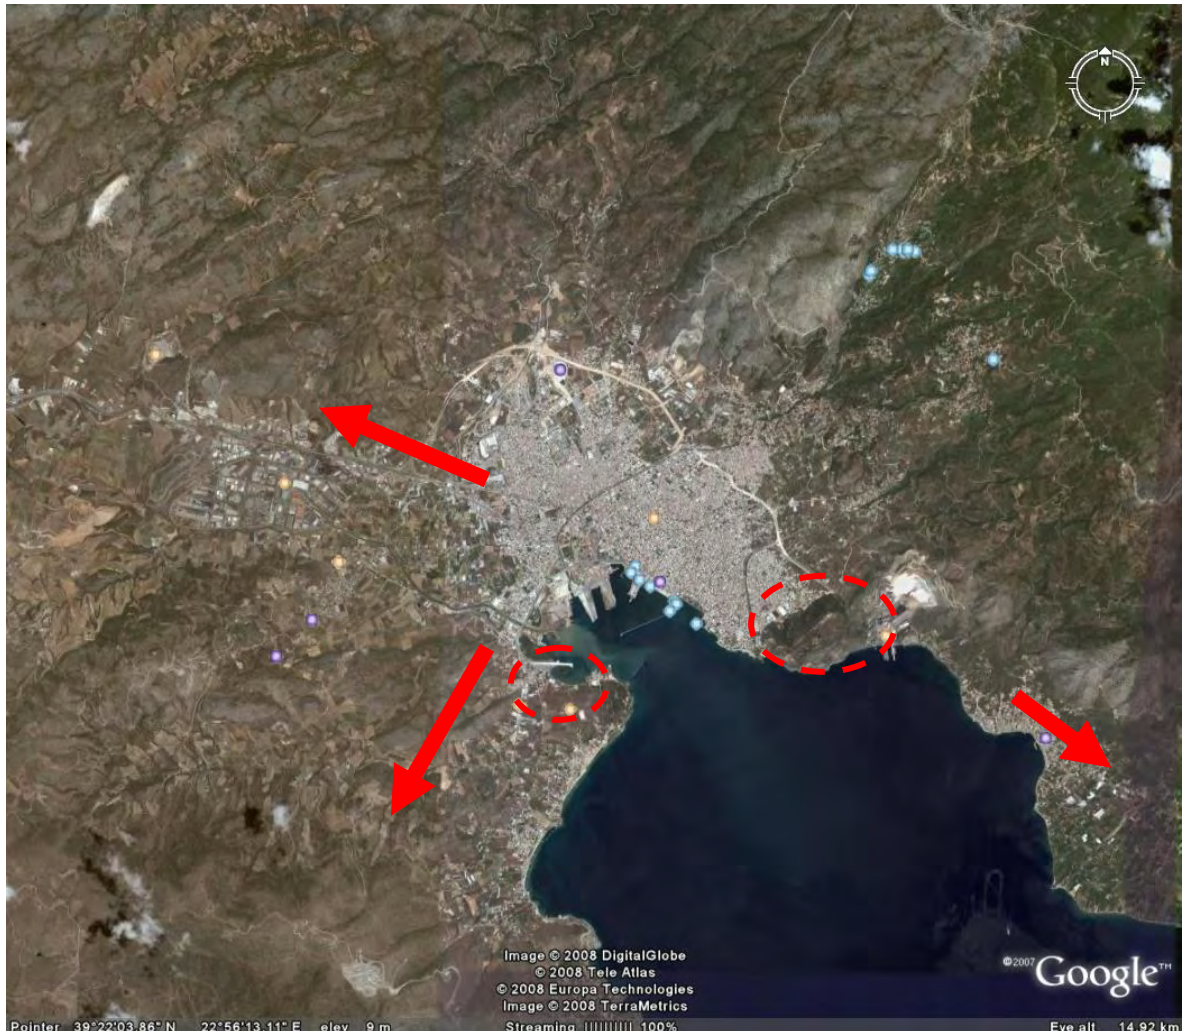 N
Image © 2008 DigitalGlobe
© 2008 Tele Atlas
© 2008 Europa Technologies
Image © 2008 TerraMetrics
©2007 Google™
Pointer 39°22'03.86" N 22°56'13.11" E elev 9 m Streaming |||||||||| 100% Eye alt 14.92 km